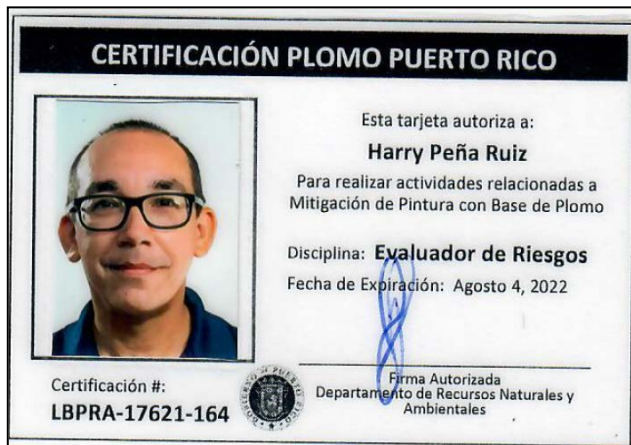 CERTIFICACIÓN PLOMO PUERTO RICO
Esta tarjeta autoriza a:
Harry Peña Ruiz
Para realizar actividades relacionadas a
Mitigación de Pintura con Base de Plomo
Disciplina: Evaluador de Riesgos
Fecha de Expiración: Agosto 4, 2022
Certificación #:
LBPRA-17621-164
Firma Autorizada
Departamento de Recursos Naturales y
Ambientales